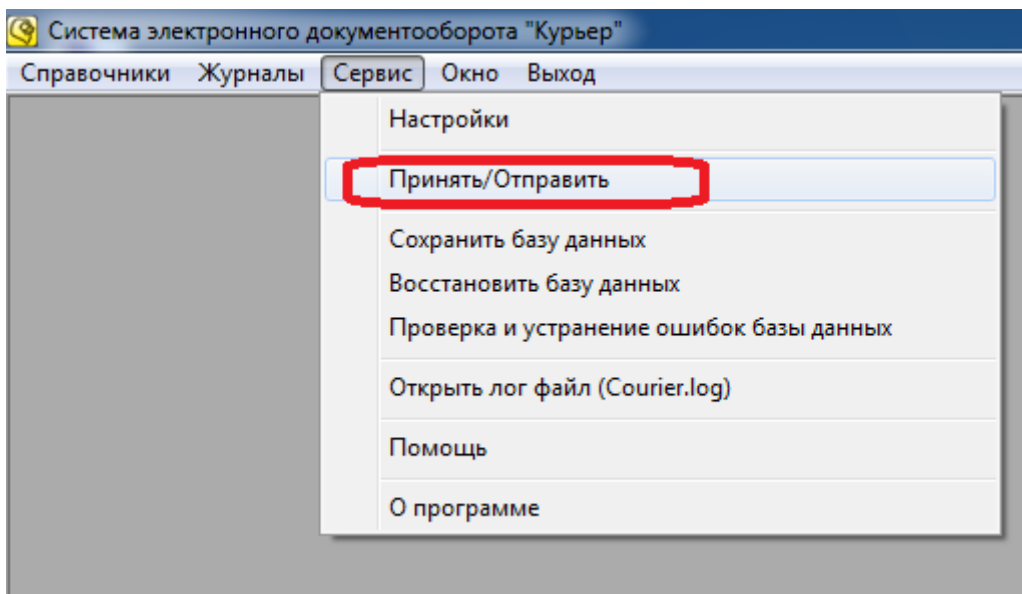 Система электронного документооборота "Курьер"
Справочники Журналы Сервис Окно Выход
Настройки
Принять/Отправить
Сохранить базу данных
Восстановить базу данных
Проверка и устранение ошибок базы данных
Открыть лог файл (Courier.log)
Помощь
О программе